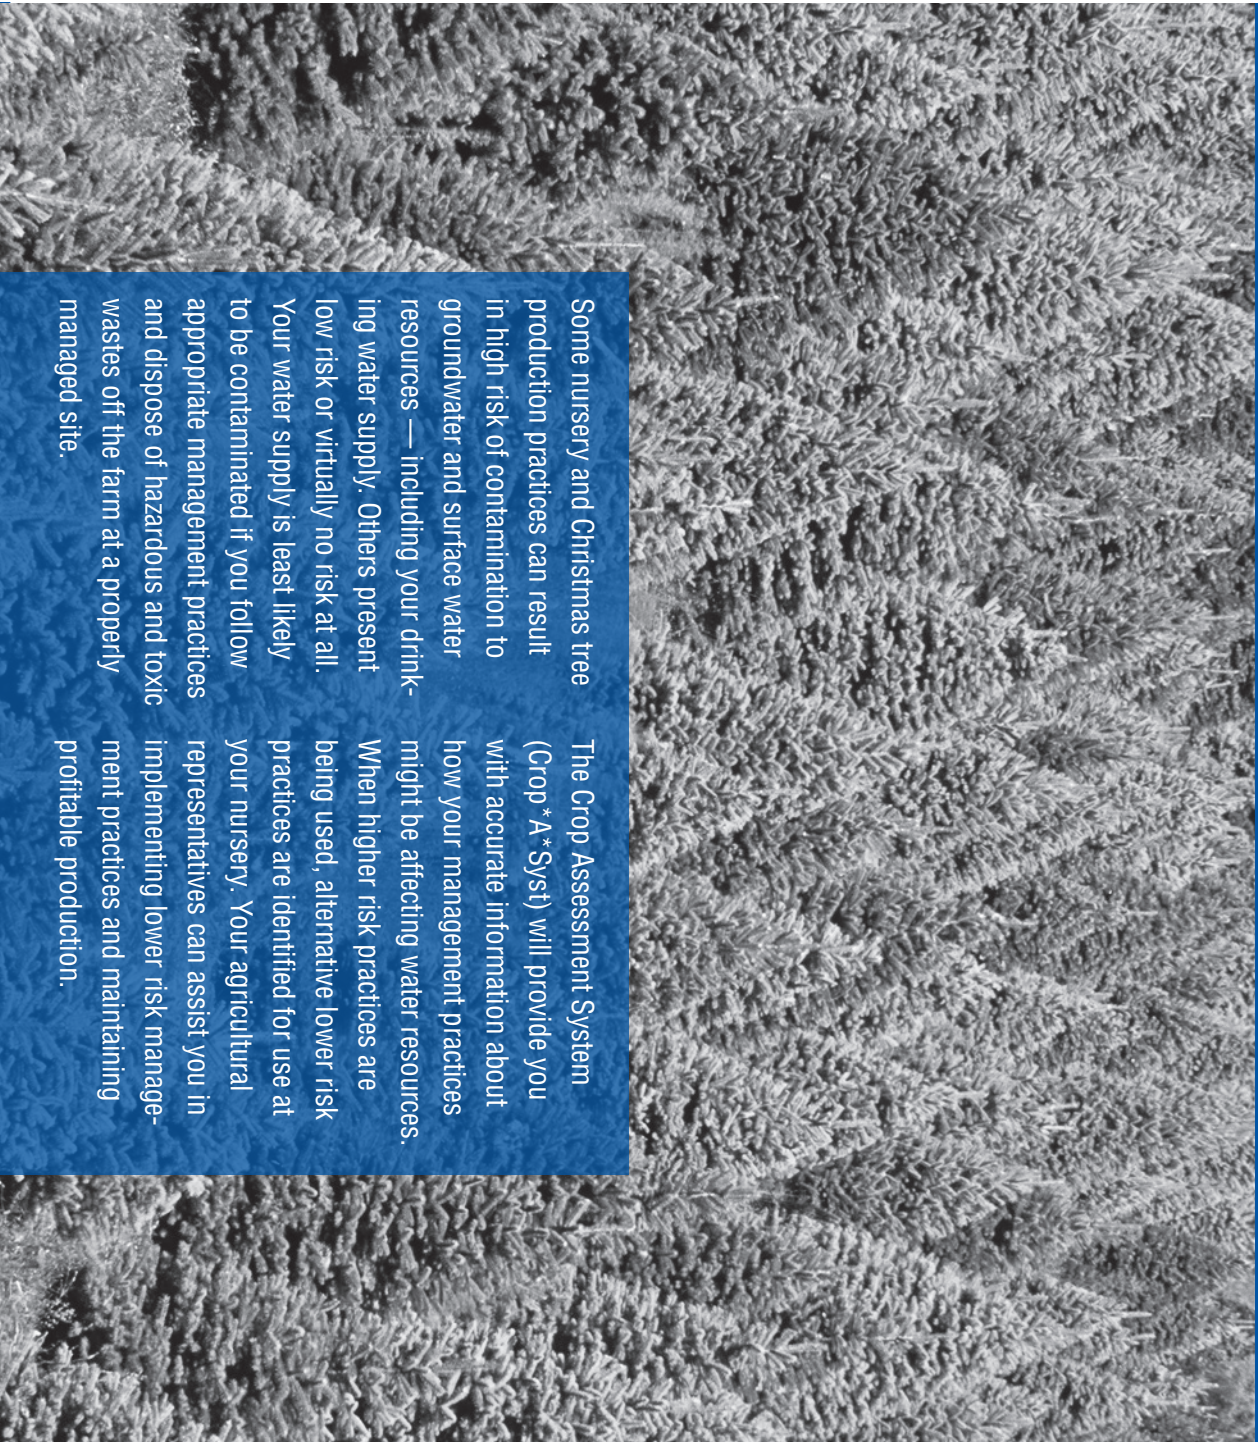 Some nursery and Christmas tree
production practices can result
in high risk of contamination to
groundwater and surface water
resources — including your drink-
ing water supply. Others present
low risk or virtually no risk at all.
Your water supply is least likely
to be contaminated if you follow
appropriate management practices
and dispose of hazardous and toxic
wastes off the farm at a properly
managed site.
The Crop Assessment System
(Crop*A*Syst) will provide you
with accurate information about
how your management practices
might be affecting water resources.
When higher risk practices are
being used, alternative lower risk
practices are identified for use at
your nursery. Your agricultural
representatives can assist you in
implementing lower risk manage-
ment practices and maintaining
profitable production.